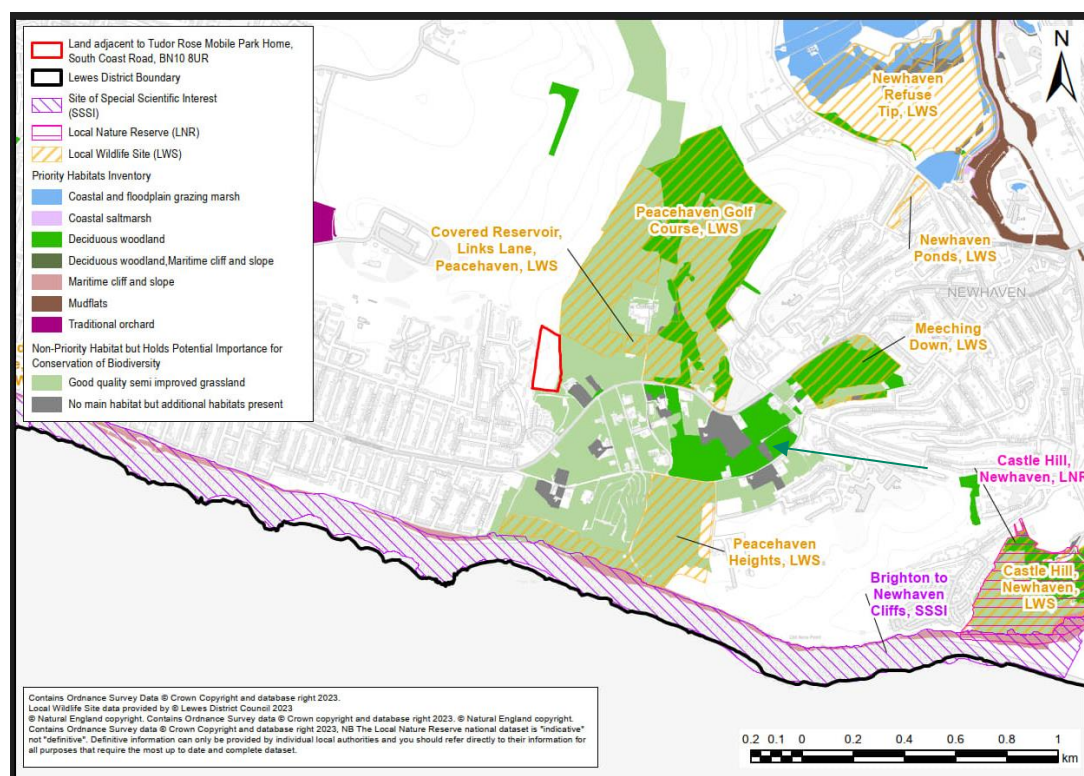 Land adjacent to Tudor Rose Mobile Park Home,
South Coast Road, BN10 8UR
Lewes District Boundary
Site of Special Scientific Interest
(SSSI)
Local Nature Reserve (LNR)
Local Wildlife Site (LWS)
Priority Habitats Inventory
Coastal and floodplain grazing marsh
Coastal saltmarsh
Deciduous woodland
Deciduous woodland,Maritime cliff and slope
Maritime cliff and slope
Mudflats
Traditional orchard
Non-Priority Habitat but Holds Potential Importance for
Conservation of Biodiversity
Good quality semi improved grassland
No main habitat but additional habitats present
N
Newhaven
Refuse
Tip, LWS
Peacehaven Golf
Course, LWS
Covered Reservoir,
Links Lane,
Peacehaven, LWS
Newhaven
Ponds, LWS
NEWHAVEN
Meeching
Down, LWS
Castle Hill,
Newhaven, LNR
Peacehaven
Heights, LWS
Castle Hill,
Newhaven,
LWS
Brighton to
Newhaven
Cliffs, SSSI
Contains Ordnance Survey Data © Crown Copyright and database right 2023.
Local Wildlife Site data provided by © Lewes District Council 2023
© Natural England copyright. Contains Ordnance Survey data © Crown copyright and database right 2023. © Natural England copyright.
Contains Ordnance Survey data © Crown copyright and database right 2023, NB The Local Nature Reserve national dataset is "indicative"
not "definitive". Definitive information can only be provided by individual local authorities and you should refer directly to their information for
all purposes that require the most up to date and complete dataset.
0.2 0.1 0 0.2 0.4 0.6 0.8 1
km